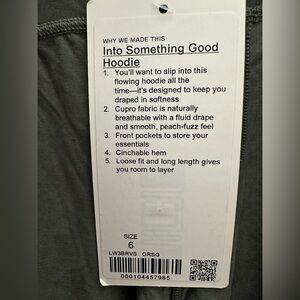 WHY WE MADE THIS
Into Something Good
Hoodie
1. You'll want to slip into this
flowing hoodie all the
time—it's designed to keep you
draped in softness
2. Cupro fabric is naturally
breathable with a fluid drape
and smooth, peach-fuzz feel
3. Front pockets to store your
essentials
4. Cinchable hem
5. Loose fit and long length gives
you room to layer
SIZE
6
LW3BRVS GRSG
000104457985